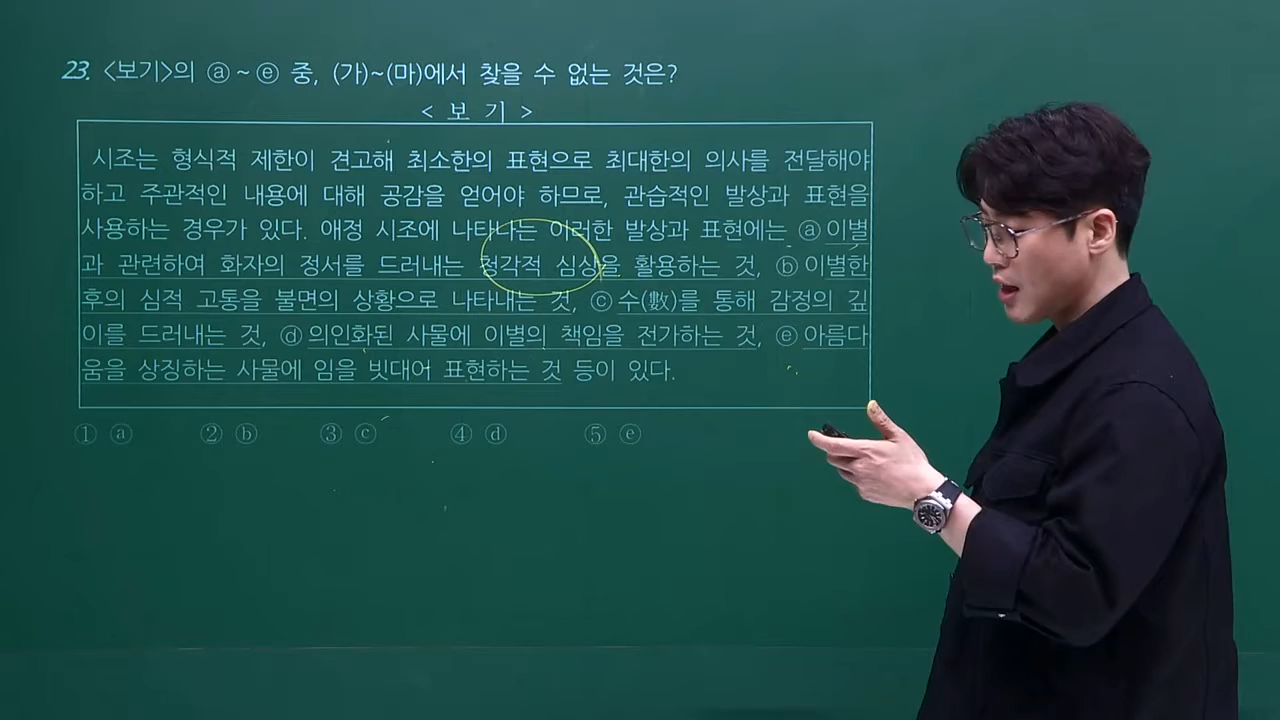 23. <보기>의 ⓐ~ⓔ 중, (가)~(마)에서 찾을 수 없는 것은?
< 보 기 >
시조는 형식적 제한이 견고해 최소한의 표현으로 최대한의 의사를 전달해야
하고 주관적인 내용에 대해 공감을 얻어야 하므로, 관습적인 발상과 표현을
사용하는 경우가 있다. 애정 시조에 나타나는 이러한 발상과 표현에는 ⓐ 이별
과 관련하여 화자의 정서를 드러내는 청각적 심상을 활용하는 것, ⓑ 이별한
후의 심적 고통을 불면의 상황으로 나타내는 것, ⓒ 수(數)를 통해 감정의 깊
이를 드러내는 것, ⓓ 의인화된 사물에 이별의 책임을 전가하는 것, ⓔ 아름다
움을 상징하는 사물에 임을 빗대어 표현하는 것 등이 있다.
① ⓐ ② ⓑ ③ ⓒ ④ ⓓ ⑤ ⓔ